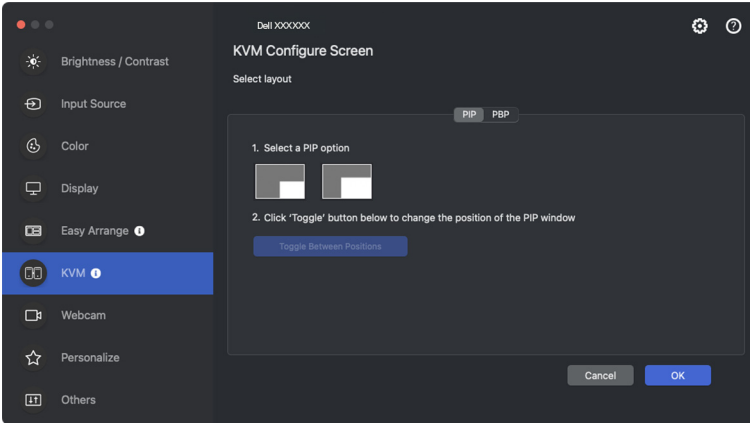 Dell XXXXXX
KVM Configure Screen
Select layout
Brightness / Contrast
Input Source
Color
Display
Easy Arrange
KVM
Webcam
Personalize
Others
PIP PBP
1. Select a PIP option
2. Click ‘Toggle’ button below to change the position of the PIP window
Toggle Between Positions
Cancel OK